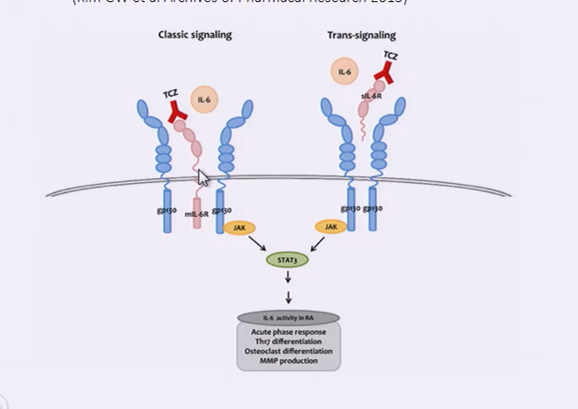 (Kim GW et al Archives of Pharmacal Research 2015)
Classic signaling
Trans-signaling
TCZ
IL-6
TCZ
IL-6
sIL-6R
gp130
mIL-6R
gp130
gp130
gp130
JAK
JAK
STAT3
IL-6 activity in RA
Acute phase response
Th17 differentiation
Osteoclast differentiation
MMP production